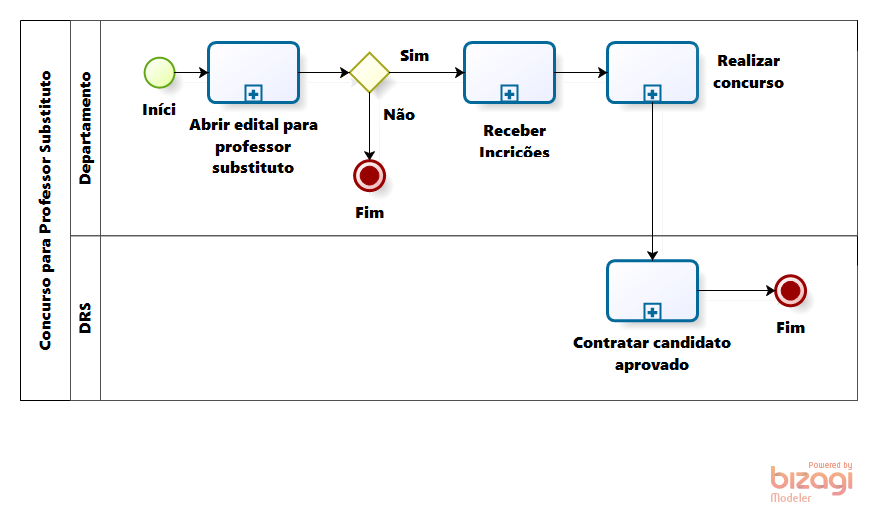 Concurso para Professor Substituto
Departamento
Iníci
Abrir edital para
professor
substituto
Sim
Não
Fim
Receber
Incrições
Realizar
concurso
DRS
Contratar candidato
aprovado
Fim
Powered by
bizagi
Modeler